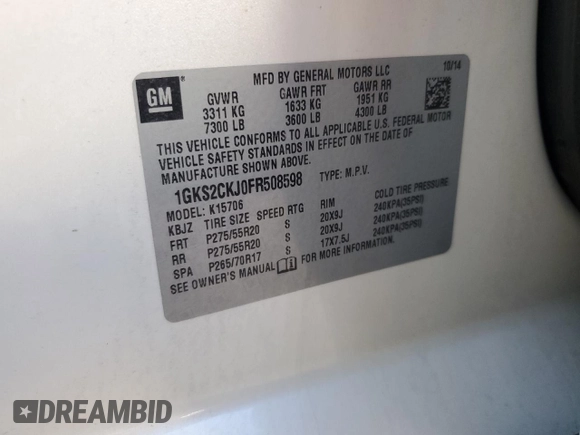 MFD BY GENERAL MOTORS LLC 10/14
GM ® GVWR GAWR FRT GAWR RR
3311 KG 1633 KG 1951 KG
7300 LB 3600 LB 4300 LB
THIS VEHICLE CONFORMS TO ALL APPLICABLE U.S. FEDERAL MOTOR
VEHICLE SAFETY STANDARDS IN EFFECT ON THE DATE OF
MANUFACTURE SHOWN ABOVE.
1GKS2CKJ0FR508598 TYPE: M.P.V.
MODEL: K15706
KBJZ TIRE SIZE SPEED RTG RIM COLD TIRE PRESSURE
FRT P275/55R20 S 20X9J 240KPA(35PSI)
RR P275/55R20 S 20X9J 240KPA(35PSI)
SPA P265/70R17 S 17X7.5J 240KPA(35PSI)
SEE OWNER'S MANUAL FOR MORE INFORMATION.
DREAMBID